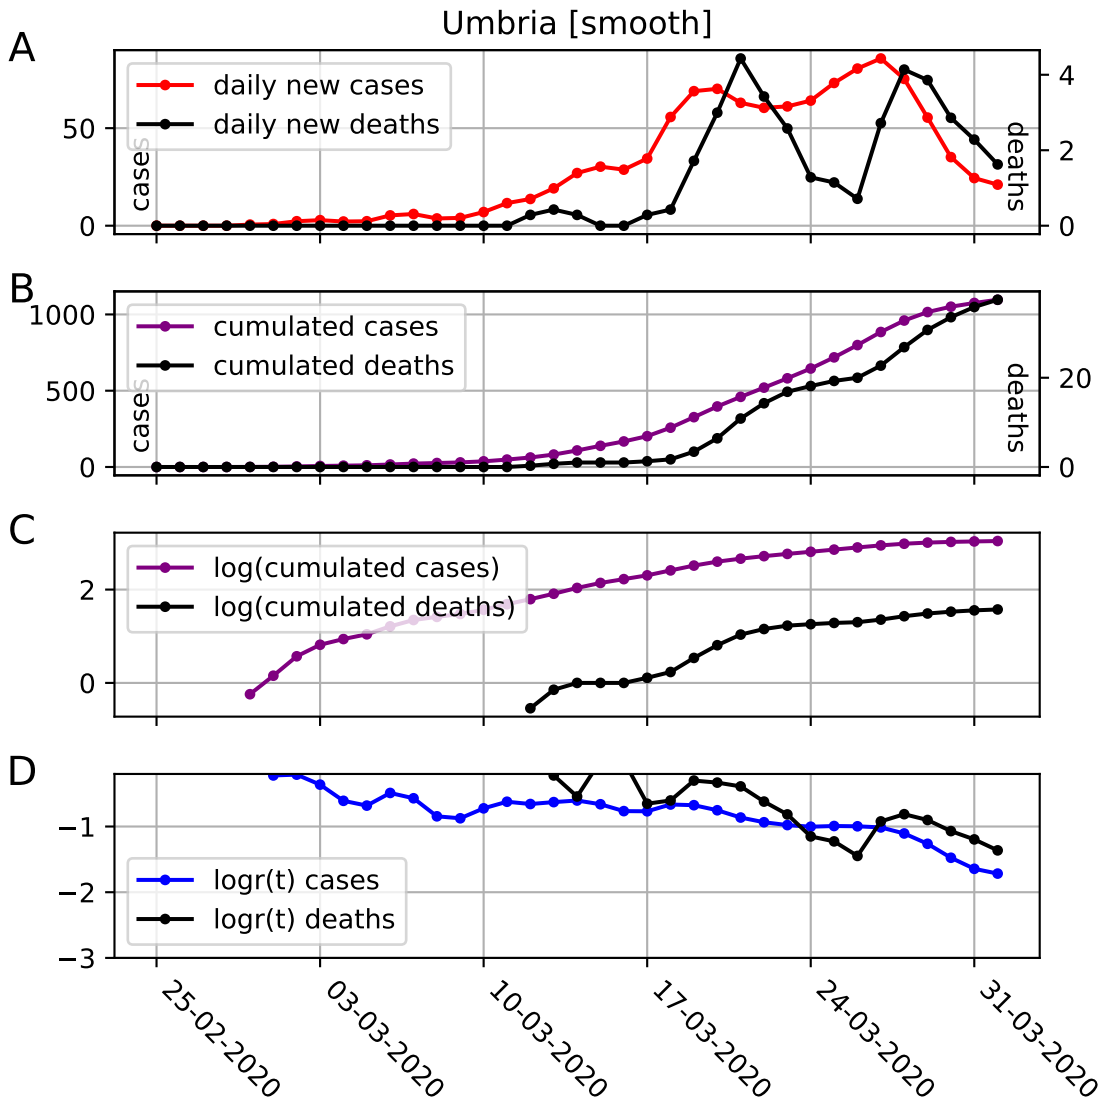 Umbria [smooth]
A
daily new cases
daily new deaths
50
0
cases
4
2
0
deaths
B
cumulated cases
cumulated deaths
1000
500
0
cases
20
0
deaths
C
log(cumulated cases)
log(cumulated deaths)
2
0
D
logr(t) cases
logr(t) deaths
−1
−2
−3
25-02-2020
03-03-2020
10-03-2020
17-03-2020
24-03-2020
31-03-2020